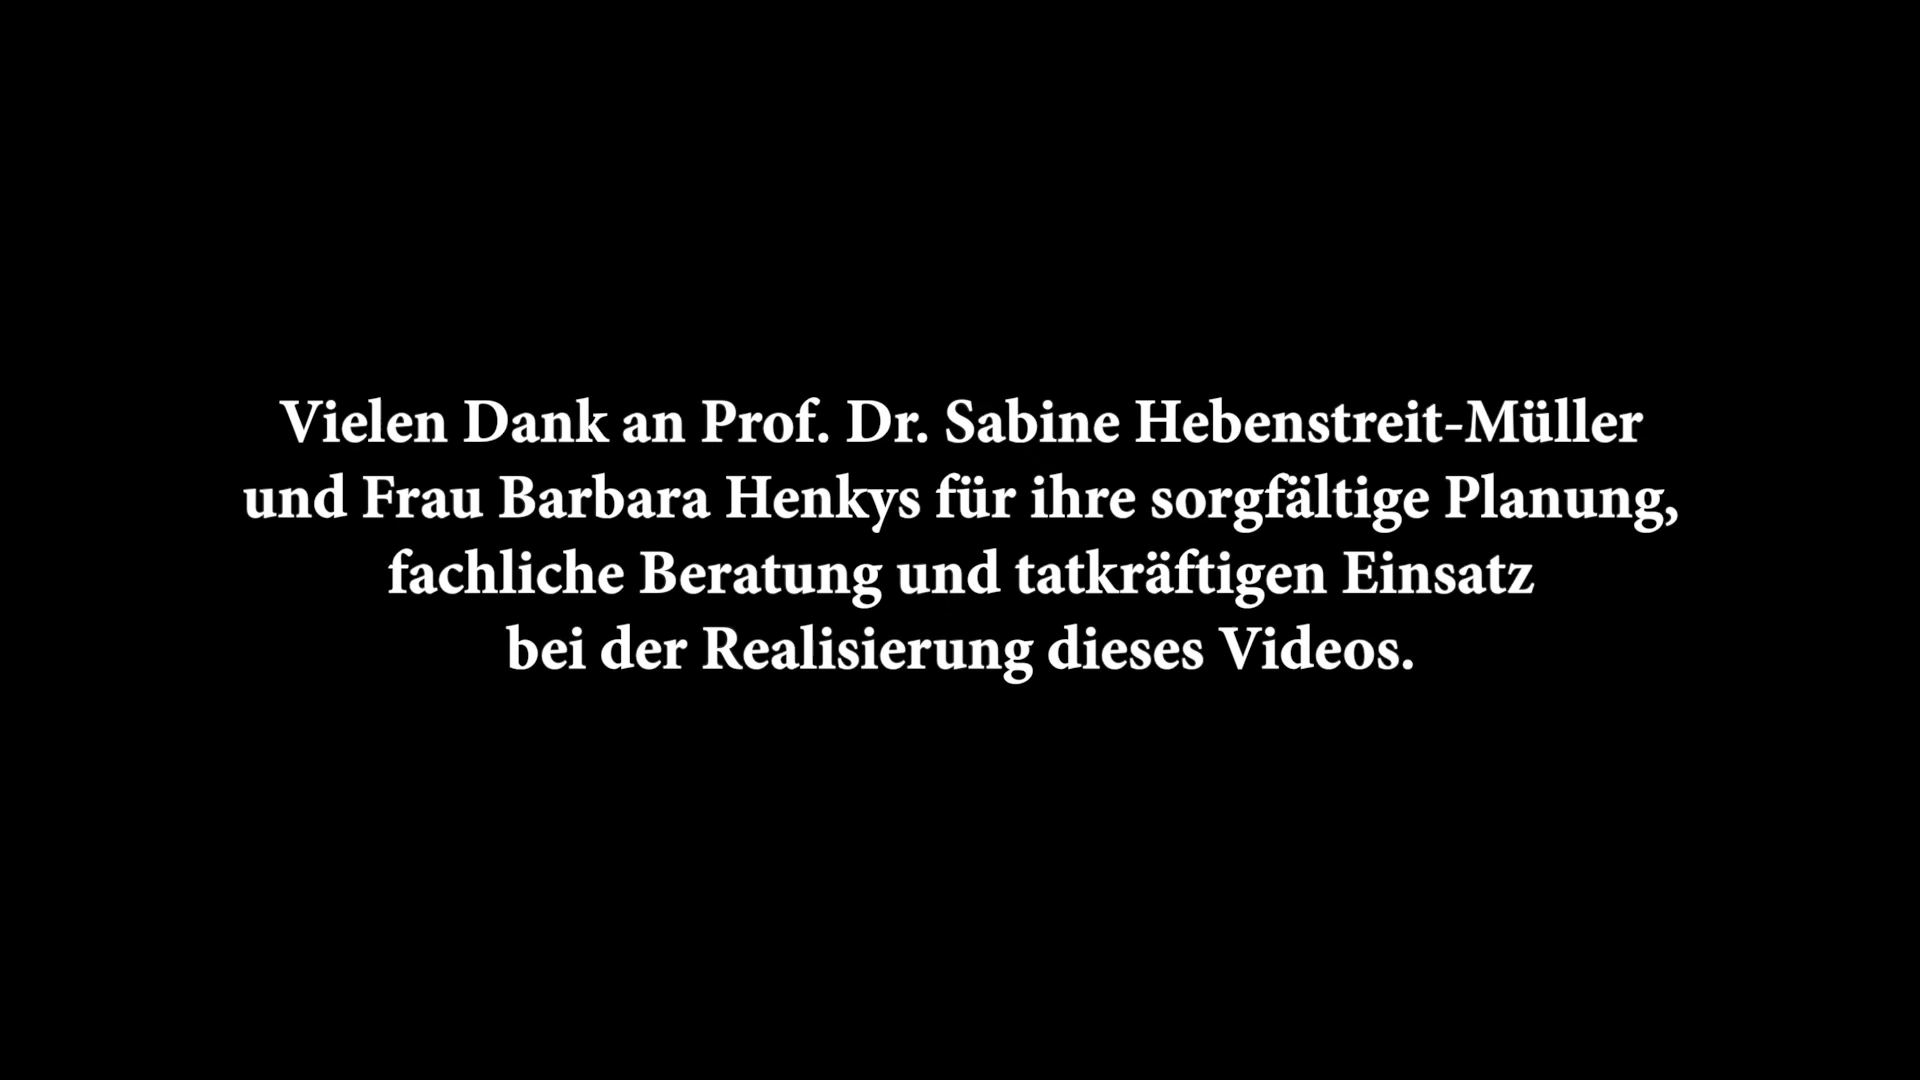 Vielen Dank an Prof. Dr. Sabine Hebenstreit-Müller
und Frau Barbara Henkys für ihre sorgfältige Planung,
fachliche Beratung und tatkräftigen Einsatz
bei der Realisierung dieses Videos.